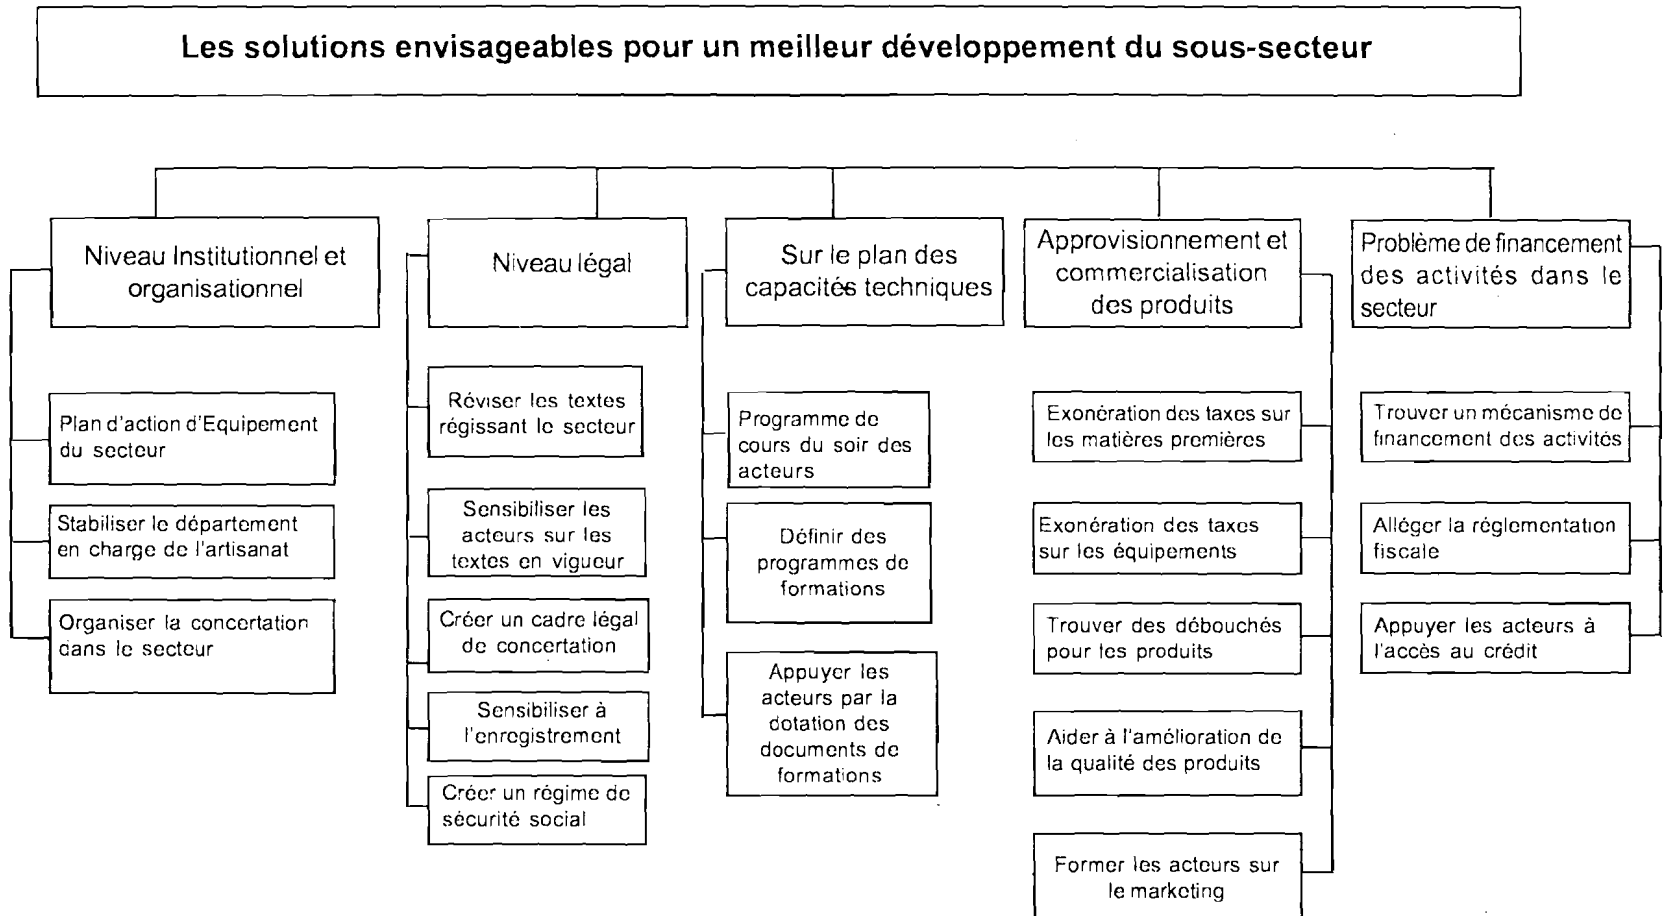 Les solutions envisageables pour un meilleur développement du sous-secteur
Niveau Institutionnel et
organisationnel
Plan d'action d'Equipement
du secteur
Stabiliser le département
en charge de l'artisanat
Organiser la concertation
dans le secteur
Niveau légal
Réviser les textes
régissant le secteur
Sensibiliser les
acteurs sur les
textes en vigueur
Créer un cadre légal
de concertation
Sensibiliser à
l'enregistrement
Créer un régime de
sécurité social
Sur le plan des
capacités techniques
Programme de
cours du soir des
acteurs
Définir des
programmes de
formations
Appuyer les
acteurs par la
dotation des
documents de
formations
Approvisionnement et
commercialisation
des produits
Exonération des taxes sur
les matières premières
Exonération des taxes
sur les équipements
Trouver des débouchés
pour les produits
Aider à l'amélioration de
la qualité des produits
Former les acteurs sur
le marketing
Problème de financement
des activités dans le
secteur
Trouver un mécanisme de
financement des activités
Alléger la réglementation
fiscale
Appuyer les acteurs à
l'accès au crédit